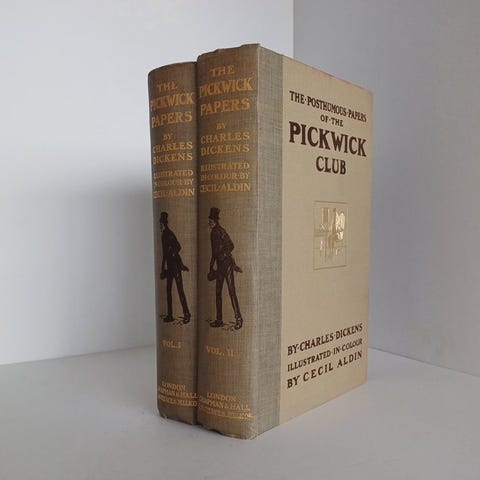 THE
PICKWICK
PAPERS
BY
CHARLES
DICKENS
ILLUSTRATED
IN·COLOUR·BY
CECIL·ALDIN
VOL. I
LONDON
CHAPMAN & HALL
THE
PICKWICK
PAPERS
BY
CHARLES
DICKENS
ILLUSTRATED
IN·COLOUR·BY
CECIL·ALDIN
VOL. II
LONDON
CHAPMAN & HALL
THE·POSTHUMOUS·PAPERS
OF·THE
PICKWICK
CLUB
BY·CHARLES·DICKENS
ILLUSTRATED·IN·COLOUR
BY CECIL ALDIN